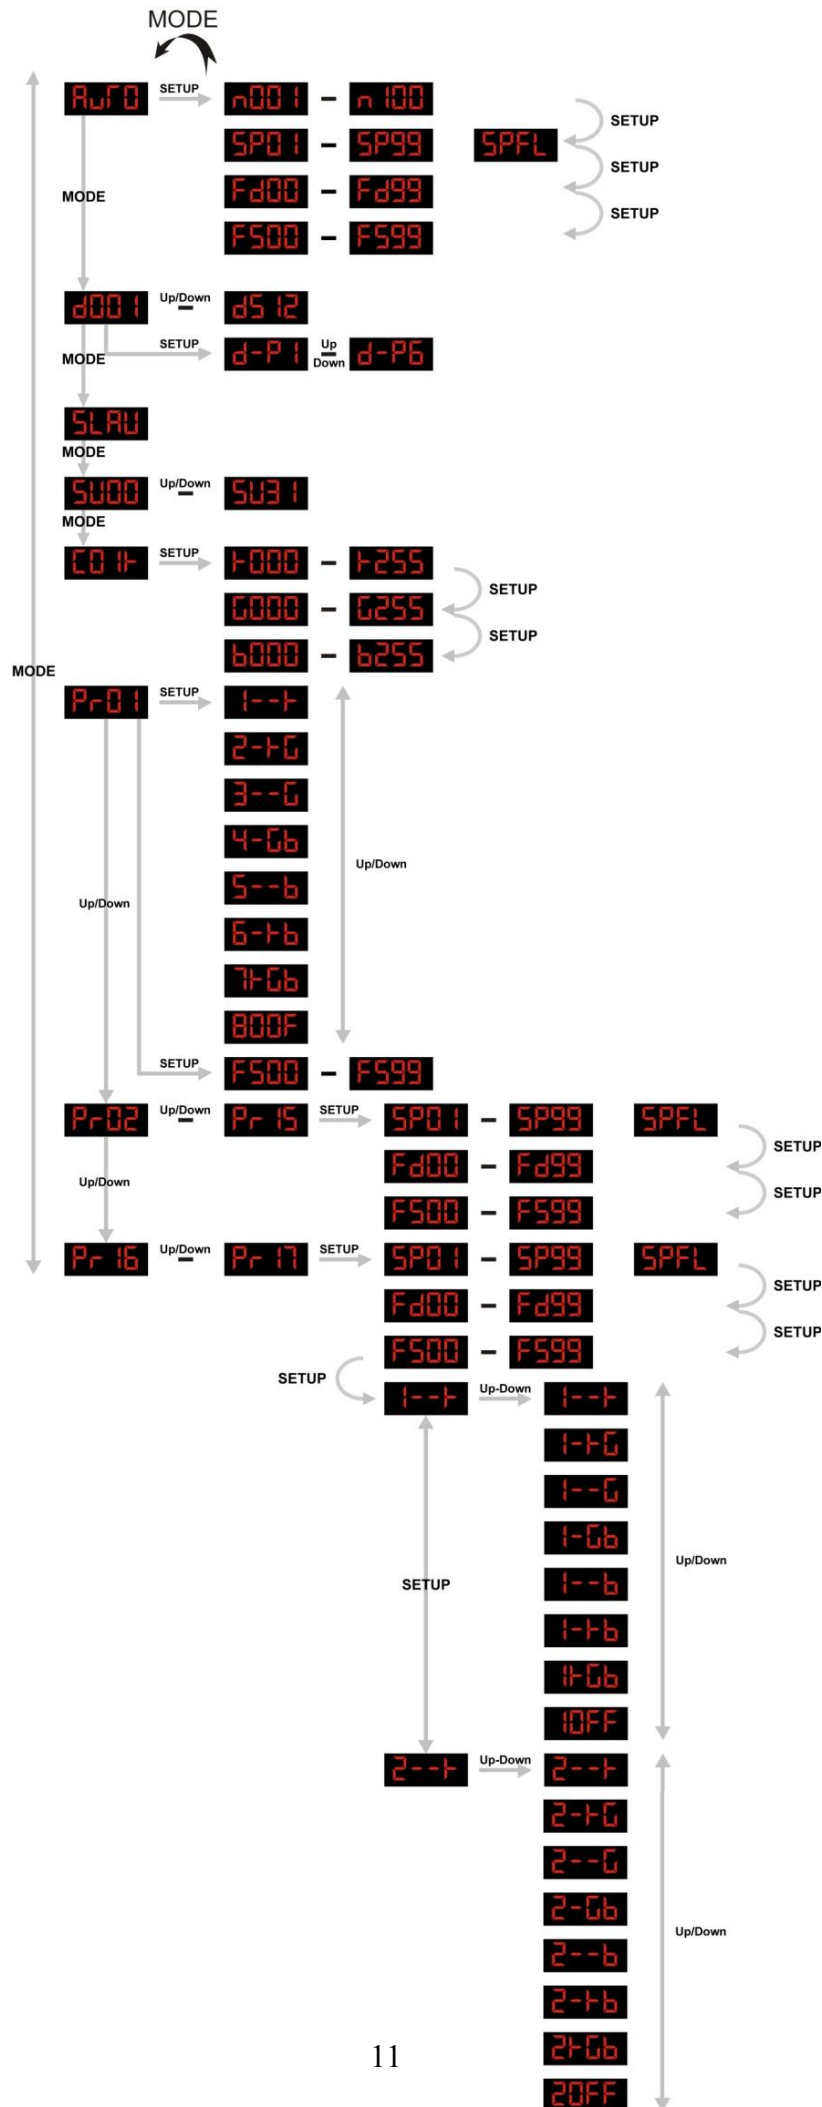 MODE
AuTO SETUP n001 - n100
SETUP
SP01 - SP99 SPFL
SETUP
MODE
Fd00 - Fd99
SETUP
FS00 - FS99
d001 Up/Down - d512
MODE
SETUP d-P1 Up - Down d-P6
SLAU
MODE
SU00 Up/Down - SU31
MODE
C01r SETUP r000 - r255
SETUP
G000 - G255
SETUP
b000 - b255
MODE
Pr01 SETUP 1--r
2-rG
3--G
4-Gb
Up/Down
5--b
Up/Down
6-rb
7rGb
800F
SETUP FS00 - FS99
Pr02 Up/Down - Pr15 SETUP SP01 - SP99 SPFL
SETUP
Fd00 - Fd99
Up/Down
SETUP
FS00 - FS99
Pr16 Up/Down - Pr17 SETUP SP01 - SP99 SPFL
SETUP
Fd00 - Fd99
SETUP
FS00 - FS99
SETUP
1--r Up-Down 1--r
1-rG
1--G
1-Gb
Up/Down
SETUP
1--b
1-rb
1rGb
10FF
2--r Up-Down 2--r
2-rG
2--G
2-Gb
Up/Down
2--b
2-rb
2rGb
20FF
11